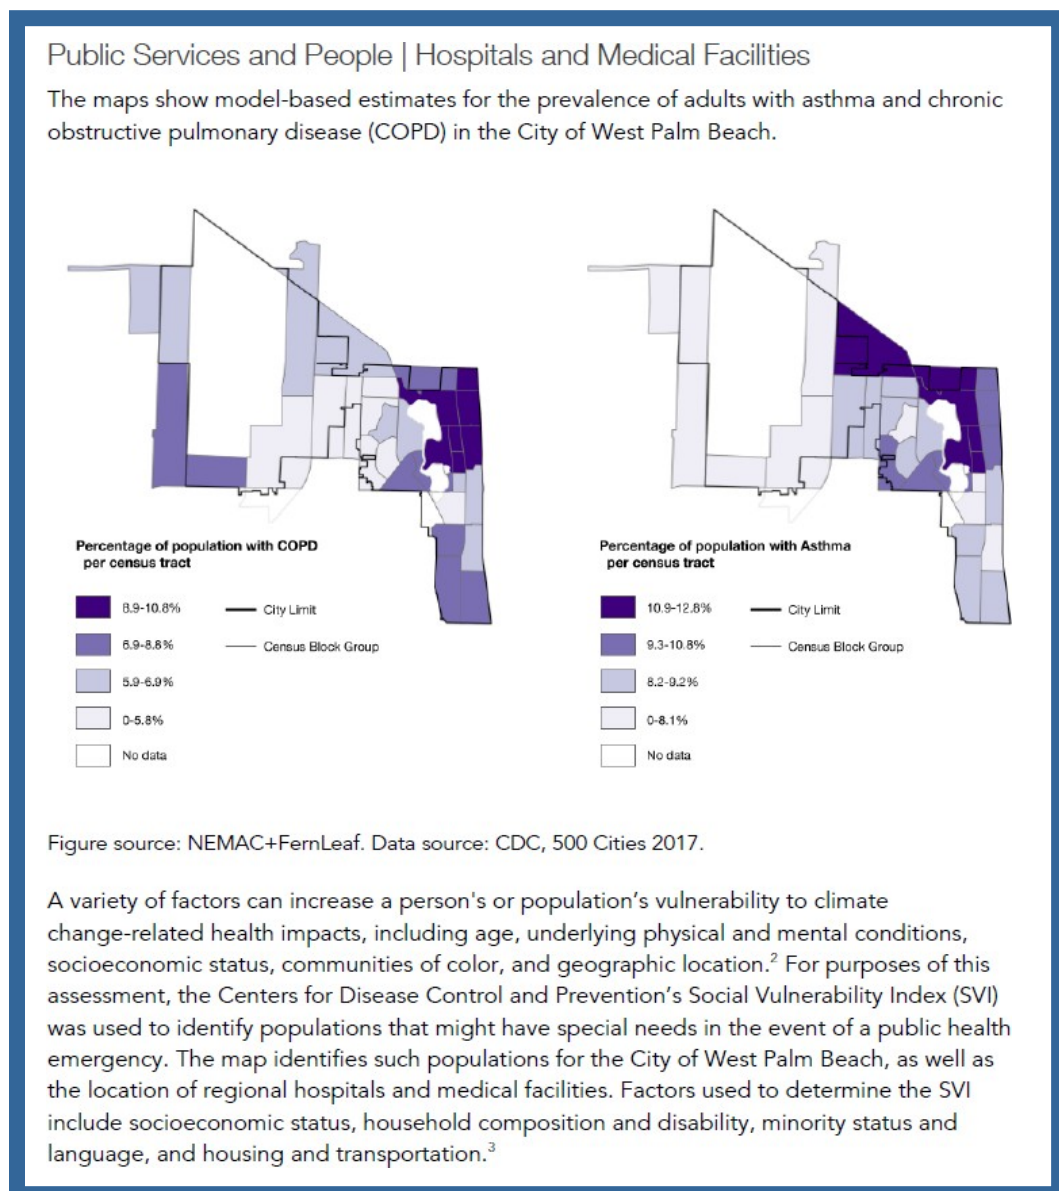 Public Services and People | Hospitals and Medical Facilities
The maps show model-based estimates for the prevalence of adults with asthma and chronic
obstructive pulmonary disease (COPD) in the City of West Palm Beach.
Percentage of population with COPD
per census tract
8.9-10.8%
City Limit
6.9-8.8%
Census Block Group
5.9-6.9%
0-5.8%
No data
Percentage of population with Asthma
per census tract
10.9-12.8%
City Limit
9.3-10.8%
Census Block Group
8.2-9.2%
0-8.1%
No data
Figure source: NEMAC+FernLeaf. Data source: CDC, 500 Cities 2017.
A variety of factors can increase a person's or population’s vulnerability to climate
change-related health impacts, including age, underlying physical and mental conditions,
socioeconomic status, communities of color, and geographic location.² For purposes of this
assessment, the Centers for Disease Control and Prevention’s Social Vulnerability Index (SVI)
was used to identify populations that might have special needs in the event of a public health
emergency. The map identifies such populations for the City of West Palm Beach, as well as
the location of regional hospitals and medical facilities. Factors used to determine the SVI
include socioeconomic status, household composition and disability, minority status and
language, and housing and transportation.³